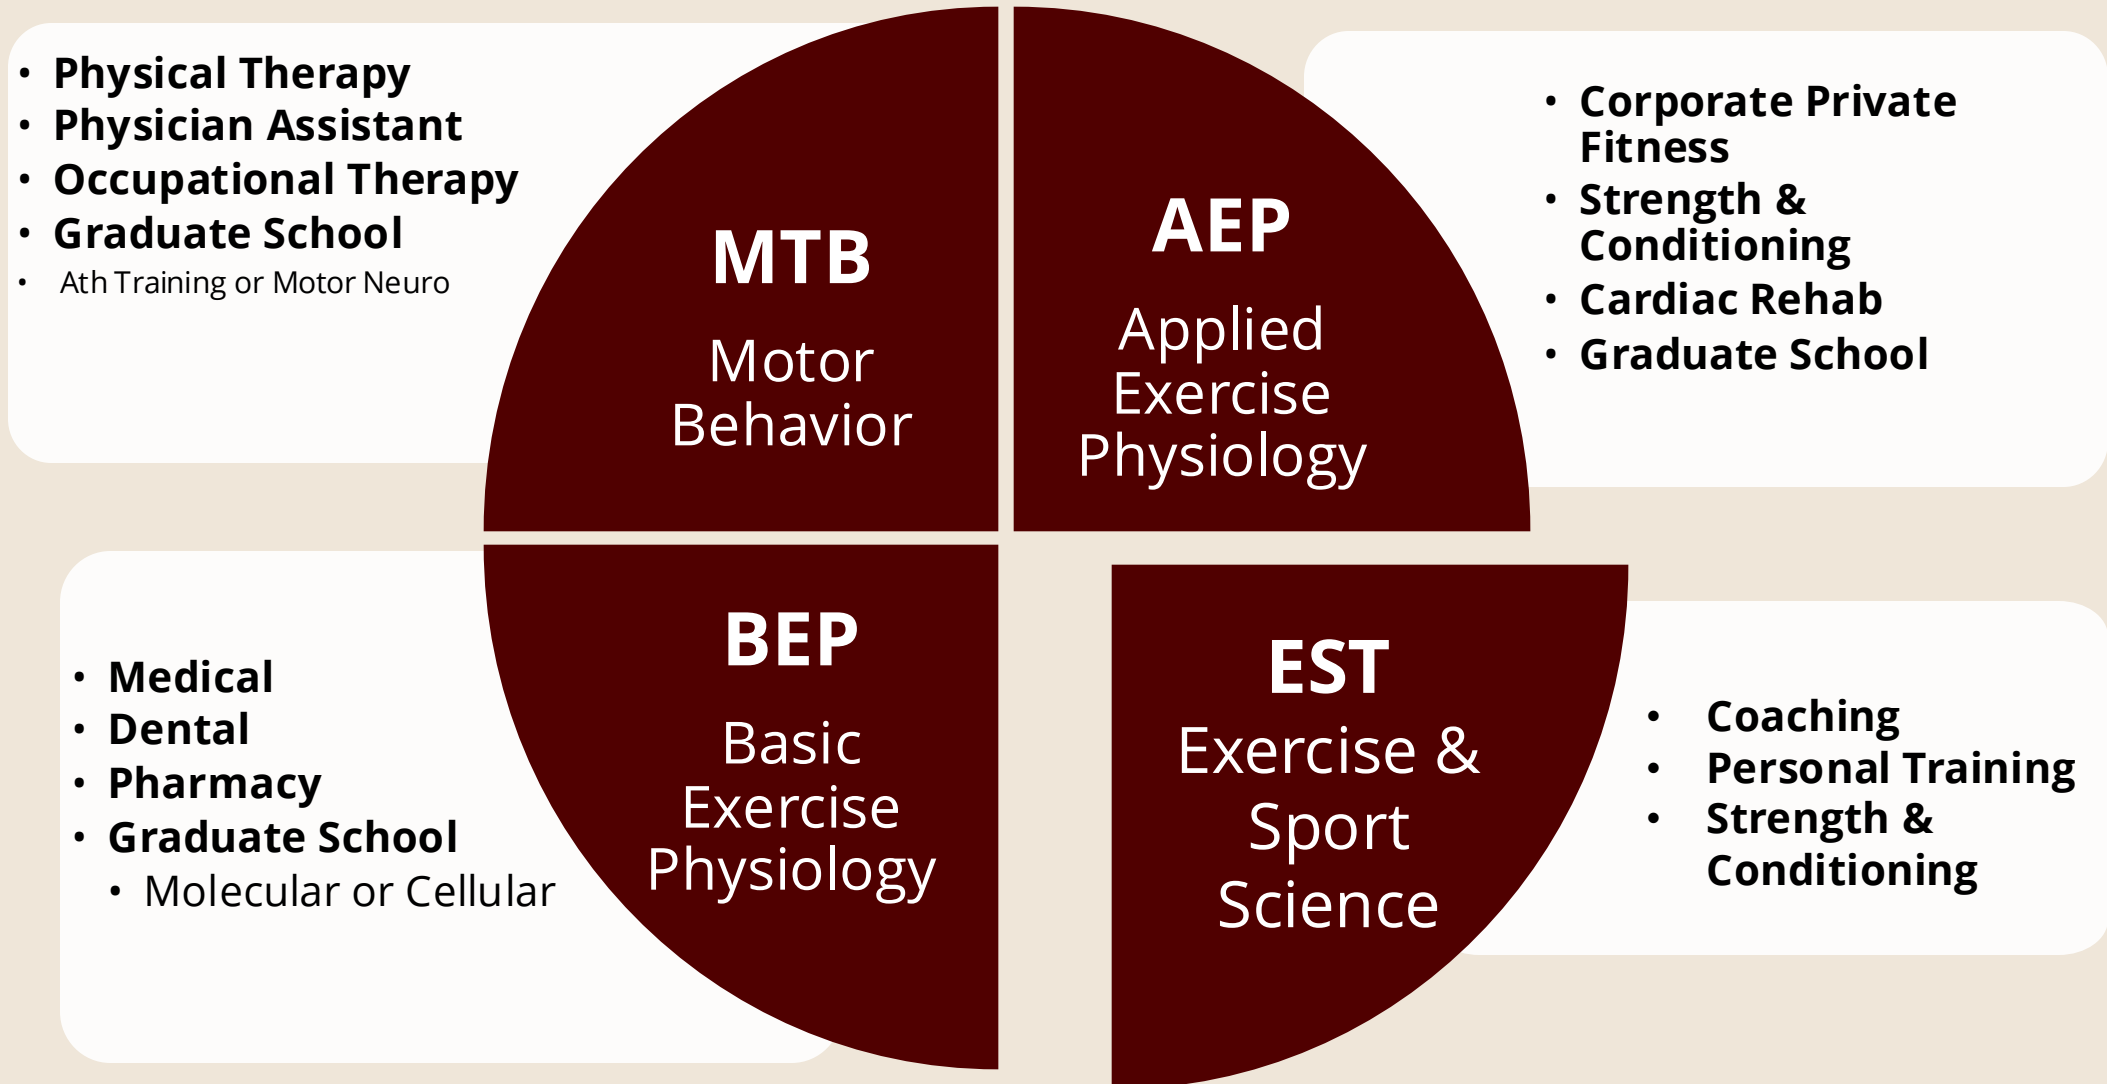 • Physical Therapy
• Physician Assistant
• Occupational Therapy
• Graduate School
• Ath Training or Motor Neuro
MTB
Motor
Behavior
AEP
Applied
Exercise
Physiology
• Corporate Private
Fitness
• Strength &
Conditioning
• Cardiac Rehab
• Graduate School
• Medical
• Dental
• Pharmacy
• Graduate School
• Molecular or Cellular
BEP
Basic
Exercise
Physiology
EST
Exercise &
Sport
Science
• Coaching
• Personal Training
• Strength &
Conditioning